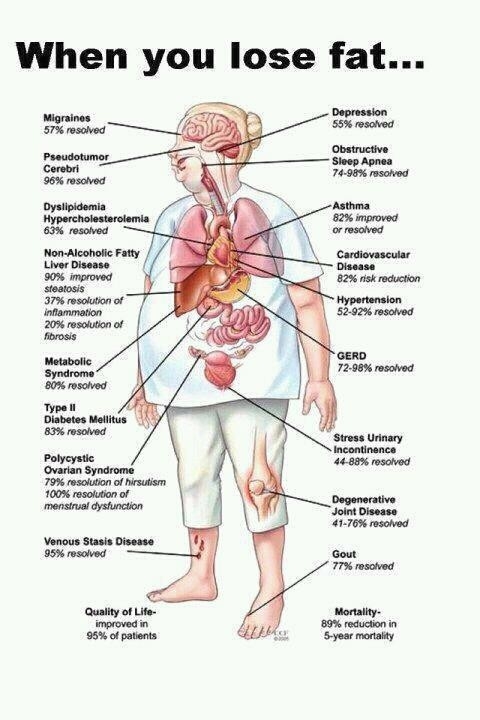 When you lose fat...
Migraines
57% resolved
Pseudotumor
Cerebri
96% resolved
Dyslipidemia
Hypercholesterolemia
63% resolved
Non-Alcoholic Fatty
Liver Disease
90% improved
steatosis
37% resolution of
inflammation
20% resolution of
fibrosis
Metabolic
Syndrome
80% resolved
Type II
Diabetes Mellitus
83% resolved
Polycystic
Ovarian Syndrome
79% resolution of hirsutism
100% resolution of
menstrual dysfunction
Venous Stasis Disease
95% resolved
Quality of Life-
improved in
95% of patients
Depression
55% resolved
Obstructive
Sleep Apnea
74-98% resolved
Asthma
82% improved
or resolved
Cardiovascular
Disease
82% risk reduction
Hypertension
52-92% resolved
GERD
72-98% resolved
Stress Urinary
Incontinence
44-88% resolved
Degenerative
Joint Disease
41-76% resolved
Gout
77% resolved
Mortality-
89% reduction in
5-year mortality
CCF
©2005